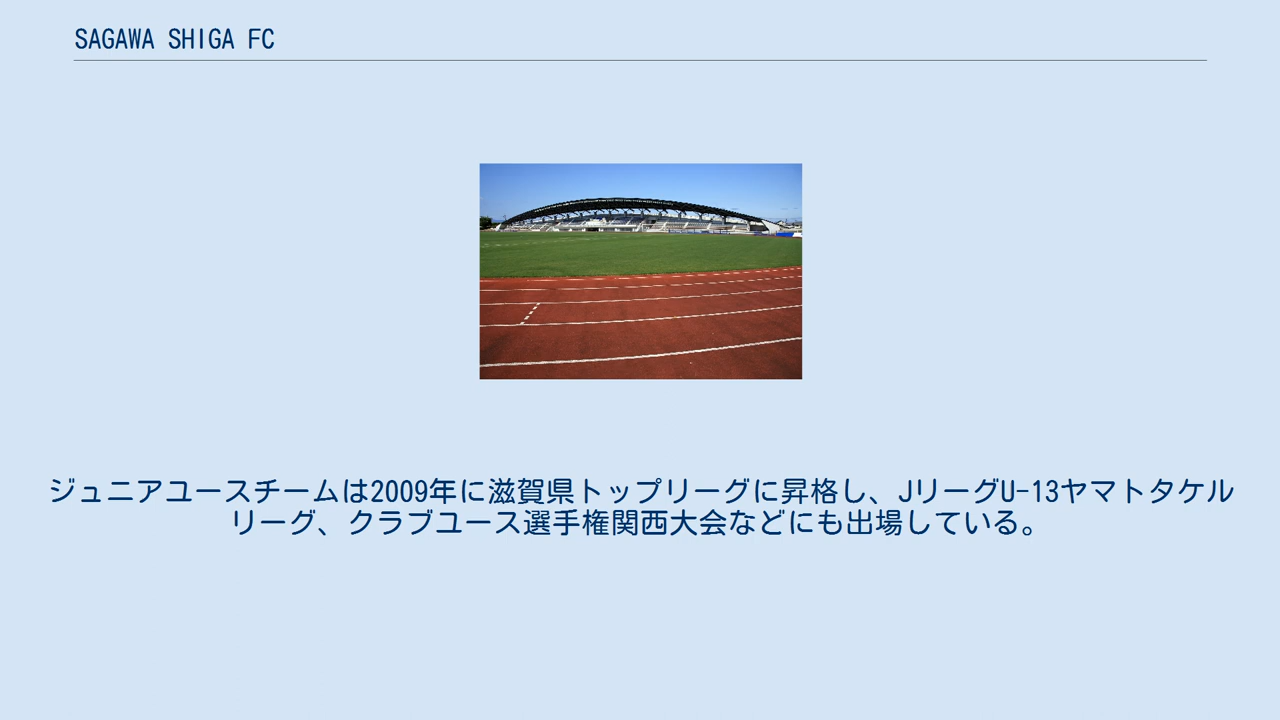 SAGAWA SHIGA FC
ジュニアユースチームは2009年に滋賀県トップリーグに昇格し、JリーグU-13ヤマトタケル
リーグ、クラブユース選手権関西大会などにも出場している。